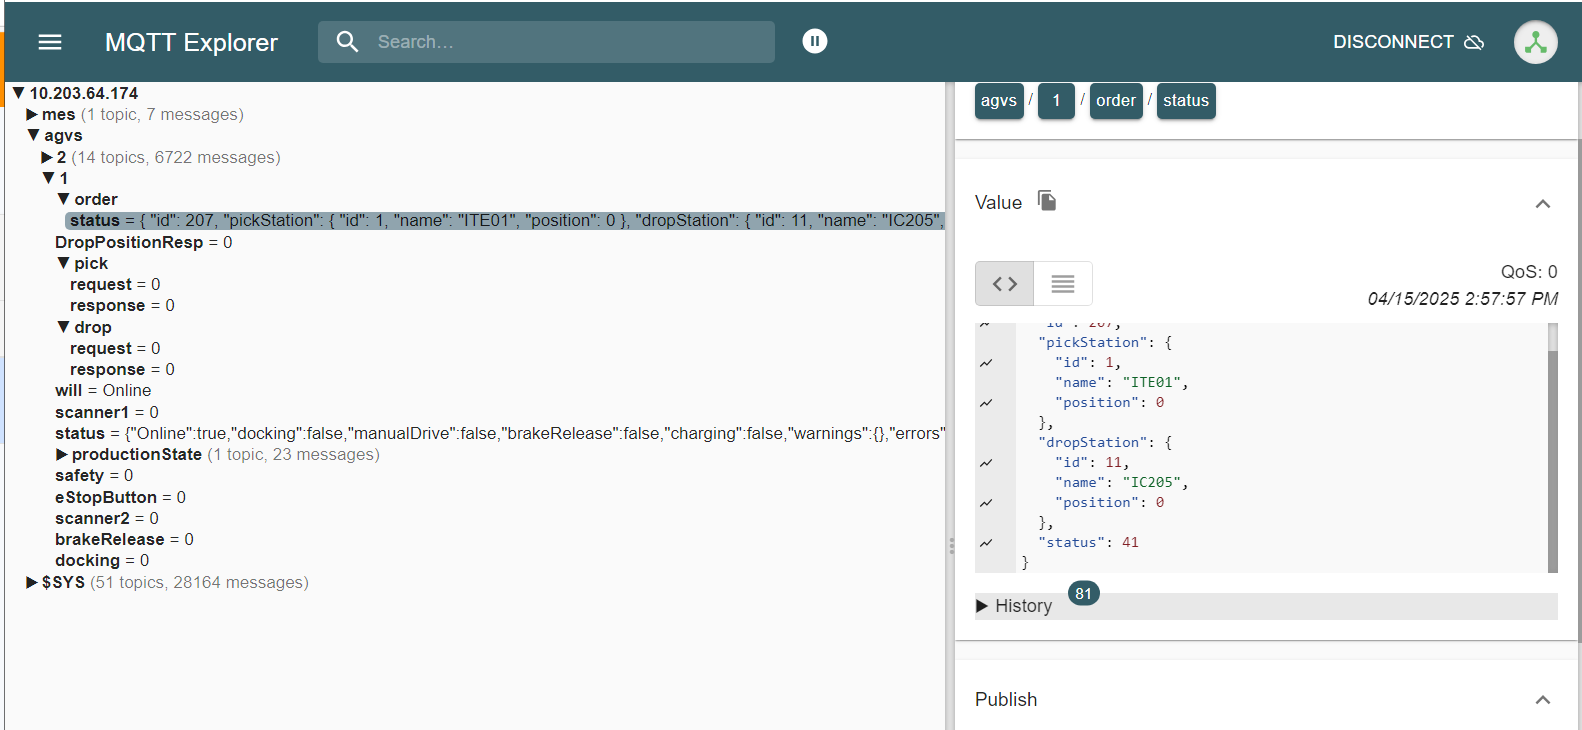 MQTT Explorer
Search...
DISCONNECT
▼ 10.203.64.174
▶ mes (1 topic, 7 messages)
▼ agvs
▶ 2 (14 topics, 6722 messages)
▼ 1
▼ order
status = { "id": 207, "pickStation": { "id": 1, "name": "ITE01", "position": 0 }, "dropStation": { "id": 11, "name": "IC205",
DropPositionResp = 0
▼ pick
request = 0
response = 0
▼ drop
request = 0
response = 0
will = Online
scanner1 = 0
status = {"Online":true,"docking":false,"manualDrive":false,"brakeRelease":false,"charging":false,"warnings":{},"errors"
▶ productionState (1 topic, 23 messages)
safety = 0
eStopButton = 0
scanner2 = 0
brakeRelease = 0
docking = 0
▶ $SYS (51 topics, 28164 messages)
agvs / 1 / order / status
Value
QoS: 0
04/15/2025 2:57:57 PM
"id": 207,
"pickStation": {
"id": 1,
"name": "ITE01",
"position": 0
},
"dropStation": {
"id": 11,
"name": "IC205",
"position": 0
},
"status": 41
}
▶ History 81
Publish